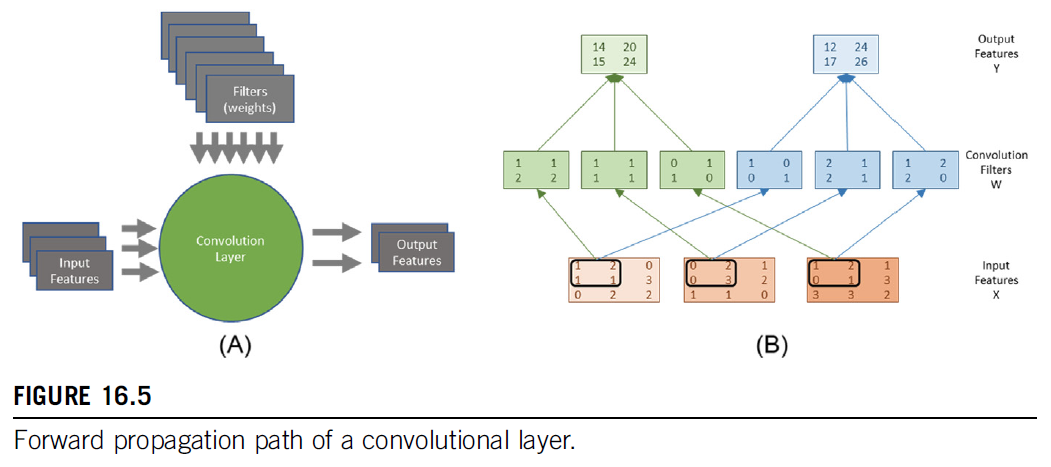 Filters
(weights)
Convolution
Layer
Input
Features
Output
Features
(A)
14 20
15 24
12 24
17 26
Output
Features
Y
1 1
2 2
1 1
1 1
0 1
1 0
1 0
0 1
2 1
2 1
1 2
2 0
Convolution
Filters
W
1 2 0
1 1 3
0 2 2
0 2 1
0 3 2
1 1 0
1 2 1
0 1 3
3 3 2
Input
Features
X
(B)
FIGURE 16.5
Forward propagation path of a convolutional layer.